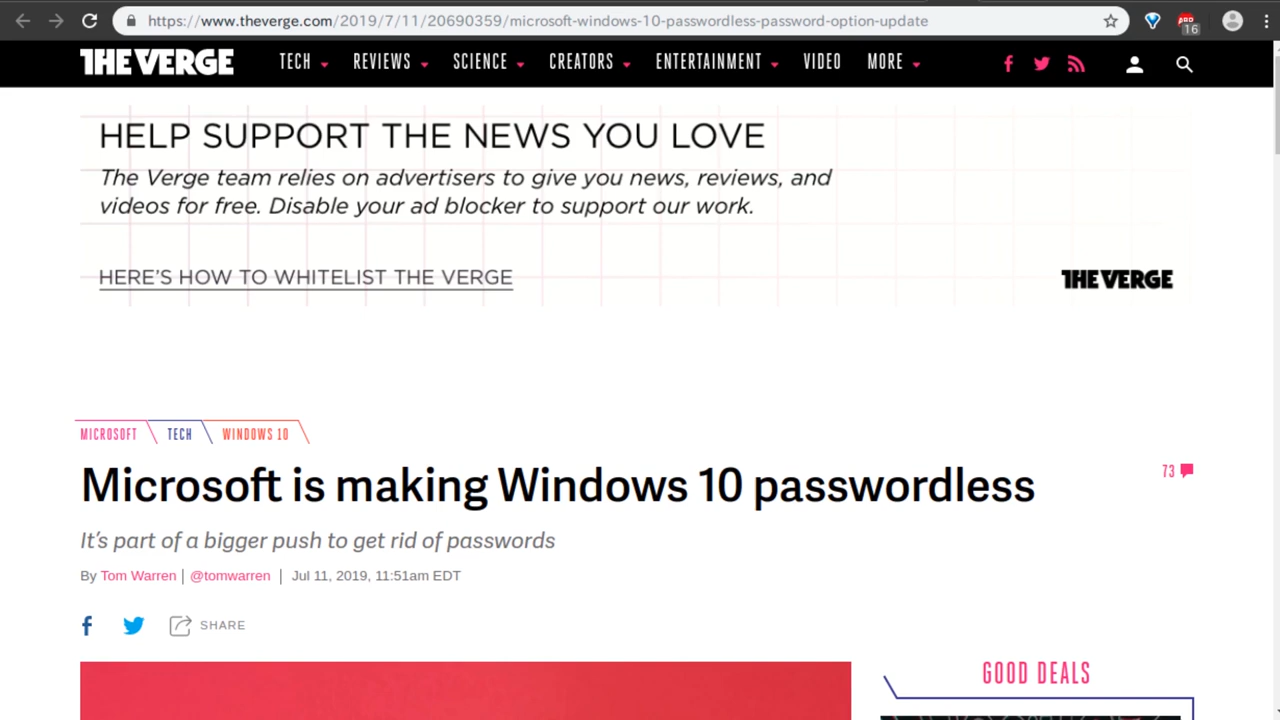 https://www.theverge.com/2019/7/11/20690359/microsoft-windows-10-passwordless-password-option-update
16
THE VERGE TECH REVIEWS SCIENCE CREATORS ENTERTAINMENT VIDEO MORE
HELP SUPPORT THE NEWS YOU LOVE
The Verge team relies on advertisers to give you news, reviews, and
videos for free. Disable your ad blocker to support our work.
HERE'S HOW TO WHITELIST THE VERGE
THE VERGE
MICROSOFT TECH WINDOWS 10
Microsoft is making Windows 10 passwordless
73
It's part of a bigger push to get rid of passwords
By Tom Warren | @tomwarren | Jul 11, 2019, 11:51am EDT
SHARE
GOOD DEALS